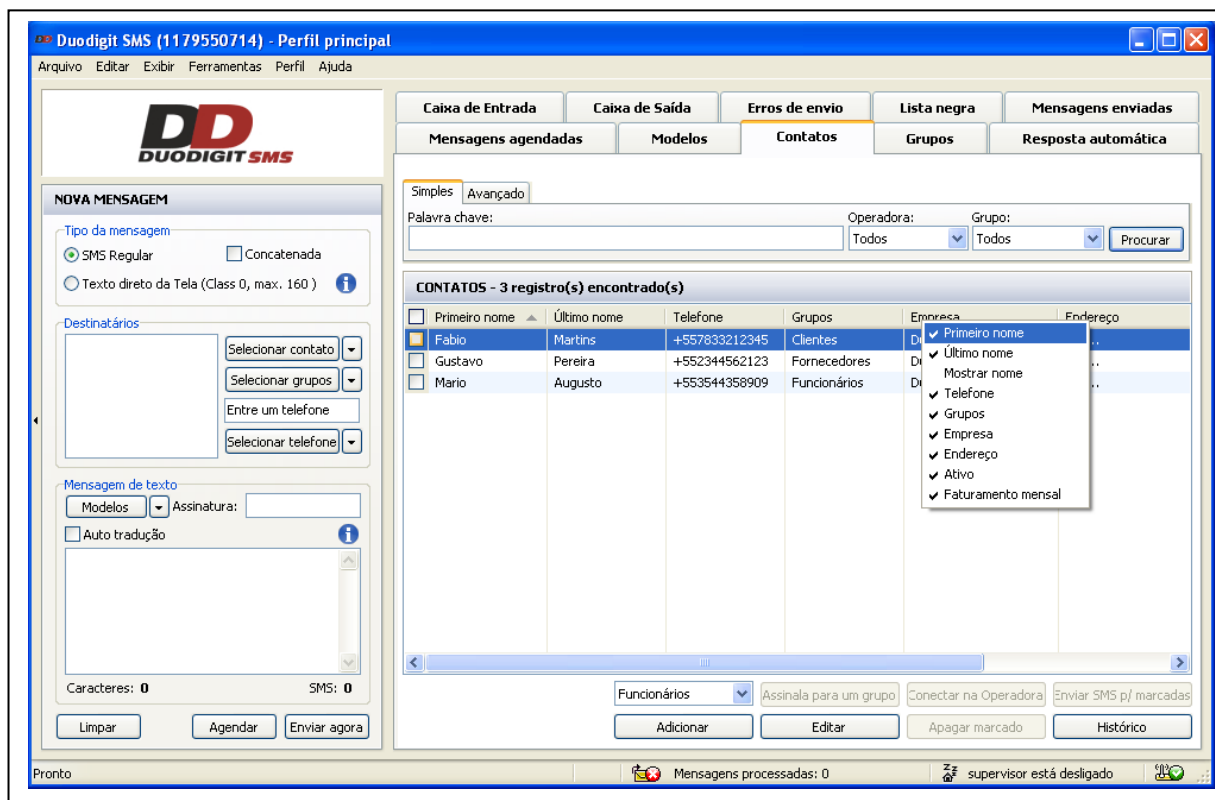 Duodigit SMS (1179550714) - Perfil principal
Arquivo Editar Exibir Ferramentas Perfil Ajuda
DD
DUODIGIT SMS
NOVA MENSAGEM
Tipo da mensagem
SMS Regular Concatenada
Texto direto da Tela (Class 0, max. 160 )
Destinatários
Selecionar contato
Selecionar grupos
Entre um telefone
Selecionar telefone
Mensagem de texto
Modelos Assinatura:
Auto tradução
Caracteres: 0 SMS: 0
Limpar Agendar Enviar agora
Caixa de Entrada Caixa de Saída Erros de envio Lista negra Mensagens enviadas
Mensagens agendadas Modelos Contatos Grupos Resposta automática
Simples Avançado
Palavra chave: Operadora: Grupo:
Todos Todos Procurar
CONTATOS - 3 registro(s) encontrado(s)
Primeiro nome Último nome Telefone Grupos Empresa Endereço
Fabio Martins +557833212345 Clientes
Gustavo Pereira +552344562123 Fornecedores
Mario Augusto +553544358909 Funcionários
Primeiro nome
Último nome
Mostrar nome
Telefone
Grupos
Empresa
Endereço
Ativo
Faturamento mensal
Funcionários Assinala para um grupo Conectar na Operadora Enviar SMS p/ marcadas
Adicionar Editar Apagar marcado Histórico
Pronto Mensagens processadas: 0 supervisor está desligado